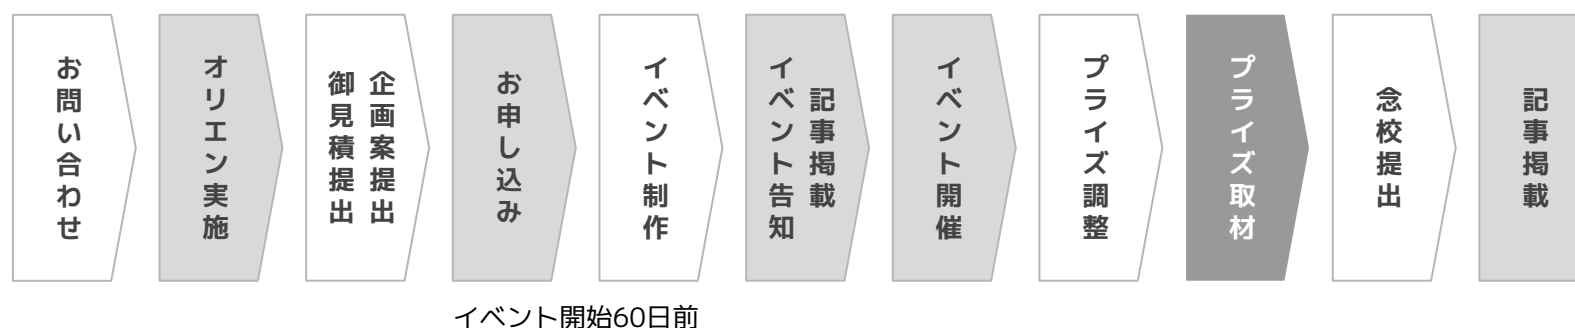 お問い合わせ
オリエン実施
企画案提出
御見積提出
お申し込み
イベント制作
記事掲載
イベント告知
イベント開催
プライズ調整
プライズ取材
念校提出
記事掲載
イベント開始60日前